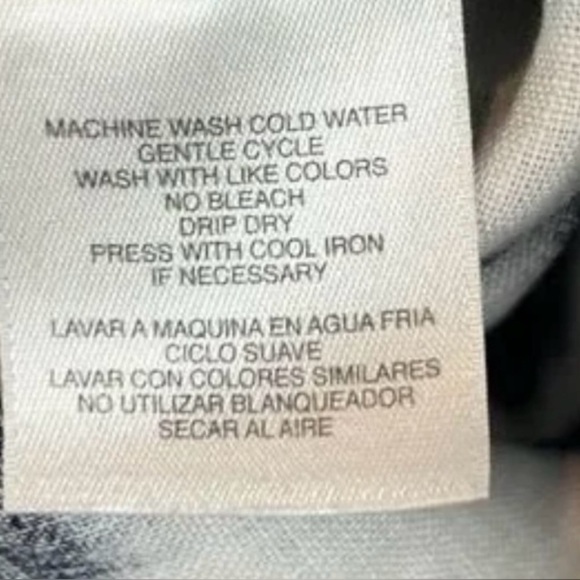 MACHINE WASH COLD WATER
GENTLE CYCLE
WASH WITH LIKE COLORS
NO BLEACH
DRIP DRY
PRESS WITH COOL IRON
IF NECESSARY
LAVAR A MAQUINA EN AGUA FRIA
CICLO SUAVE
LAVAR CON COLORES SIMILARES
NO UTILIZAR BLANQUEADOR
SECAR AL AIRE